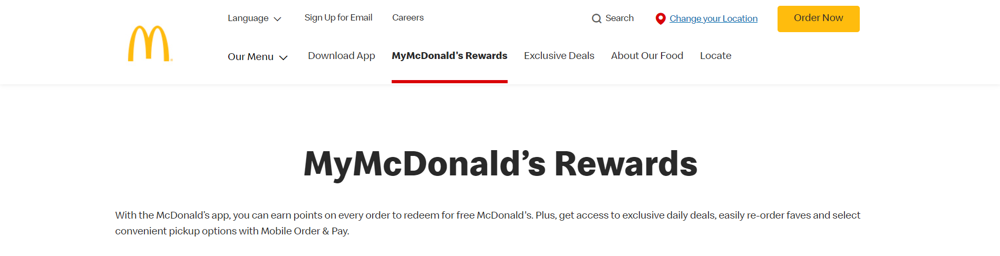 Language
Sign Up for Email
Careers
Search
Change your Location
Order Now
Our Menu
Download App
MyMcDonald's Rewards
Exclusive Deals
About Our Food
Locate
MyMcDonald’s Rewards
With the McDonald’s app, you can earn points on every order to redeem for free McDonald's. Plus, get access to exclusive daily deals, easily re-order faves and select
convenient pickup options with Mobile Order & Pay.